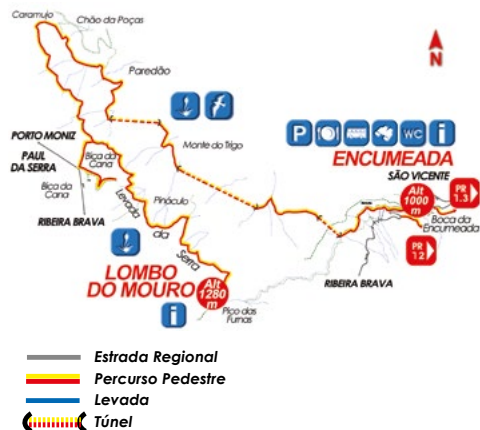 Caramujo
Chão da Poças
Paredão
N
PORTO MONIZ
PAUL
DA SERRA
Bica da
Cana
Bica da
Cana
RIBEIRA BRAVA
Levada
da
Serra
Pináculo
Monte do Trigo
P
WC
i
ENCUMEADA
SÃO VICENTE
Alt
1000
m
PR
1.3
Boca da
Encumeada
PR
12
RIBEIRA BRAVA
LOMBO
DO MOURO
Alt
1280
m
i
Pico das
Furnas
Estrada Regional
Percurso Pedestre
Levada
Túnel